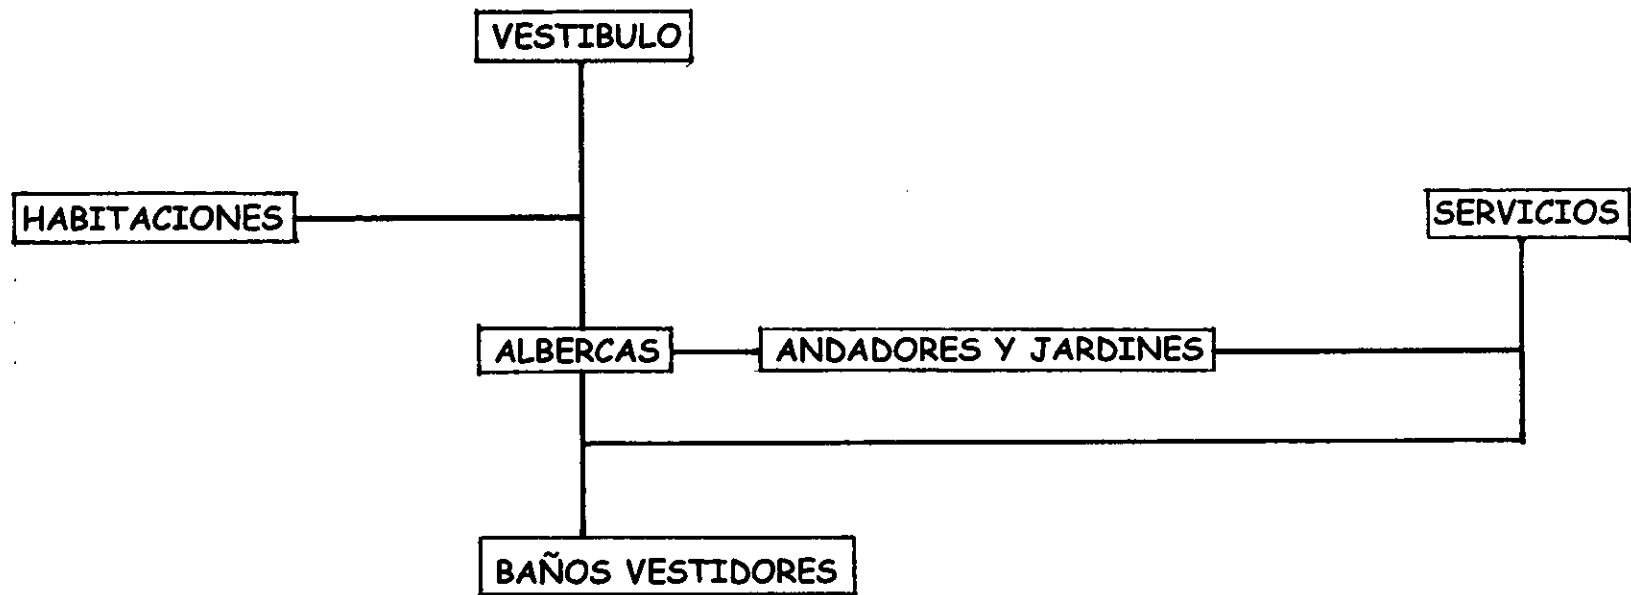 VESTIBULO
HABITACIONES
SERVICIOS
ALBERCAS
ANDADORES Y JARDINES
BAÑOS VESTIDORES